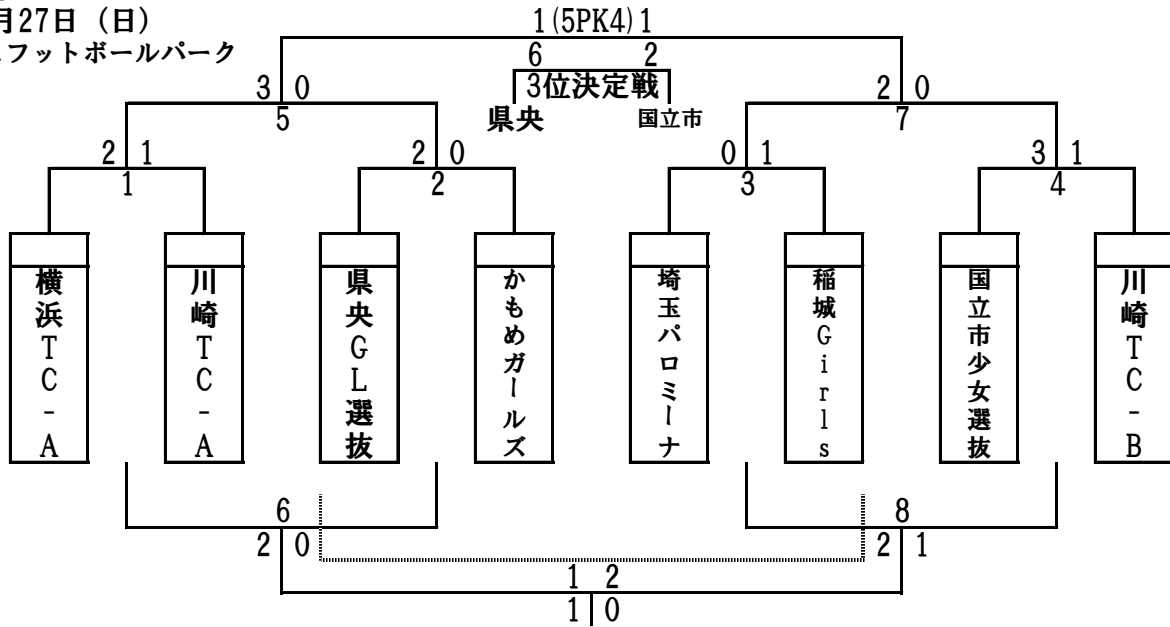 月27日（日）
フットボールパーク
1(5PK4)1
6 2
3位決定戦
県央 国立市
3 0
5
2 0
7
2 1
1
2 0
2
0 1
3
3 1
4
横浜TC-A
川崎TC-A
県央GL選抜
かもめガールズ
埼玉パロミーナ
稲城Girls
国立市少女選抜
川崎TC-B
6
2 0
8
2 1
1 2
1 0